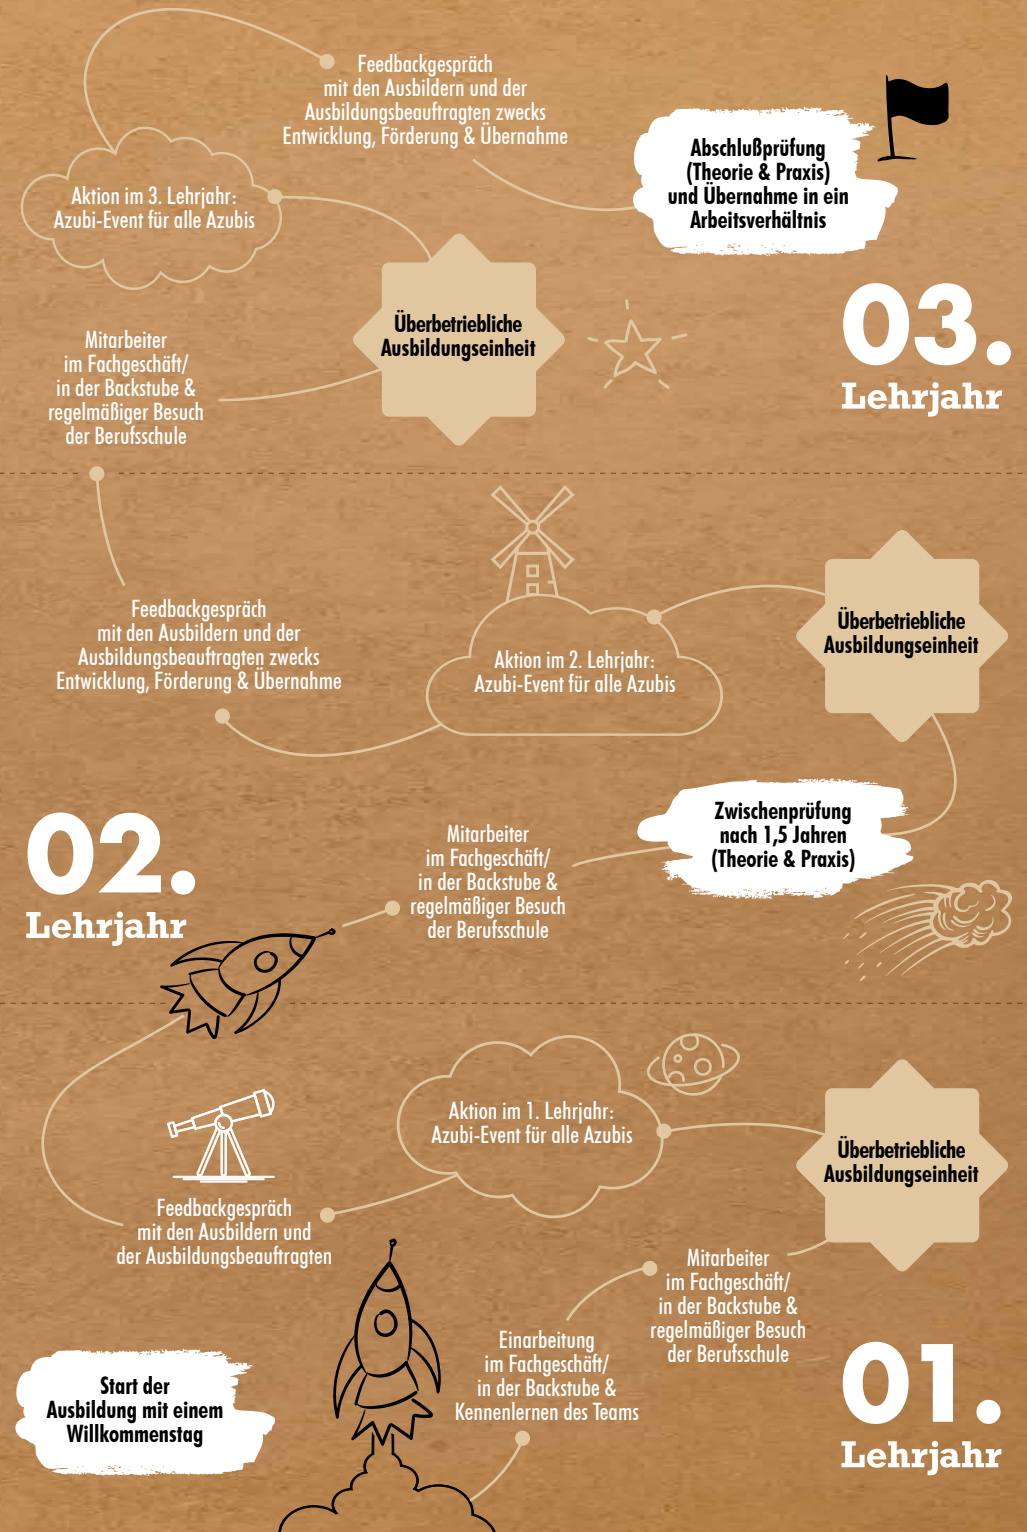 Feedbackgespräch
mit den Ausbildern und der
Ausbildungsbeauftragten zwecks
Entwicklung, Förderung & Übernahme
Abschlußprüfung
(Theorie & Praxis)
und Übernahme in ein
Arbeitsverhältnis
Aktion im 3. Lehrjahr:
Azubi-Event für alle Azubis
Überbetriebliche
Ausbildungseinheit
03.
Lehrjahr
Mitarbeiter
im Fachgeschäft/
in der Backstube &
regelmäßiger Besuch
der Berufsschule
Feedbackgespräch
mit den Ausbildern und der
Ausbildungsbeauftragten zwecks
Entwicklung, Förderung & Übernahme
Aktion im 2. Lehrjahr:
Azubi-Event für alle Azubis
Überbetriebliche
Ausbildungseinheit
02.
Lehrjahr
Mitarbeiter
im Fachgeschäft/
in der Backstube &
regelmäßiger Besuch
der Berufsschule
Zwischenprüfung
nach 1,5 Jahren
(Theorie & Praxis)
Aktion im 1. Lehrjahr:
Azubi-Event für alle Azubis
Überbetriebliche
Ausbildungseinheit
Feedbackgespräch
mit den Ausbildern und
der Ausbildungsbeauftragten
Mitarbeiter
im Fachgeschäft/
in der Backstube &
regelmäßiger Besuch
der Berufsschule
Einarbeitung
im Fachgeschäft/
in der Backstube &
Kennenlernen des Teams
Start der
Ausbildung mit einem
Willkommenstag
01.
Lehrjahr